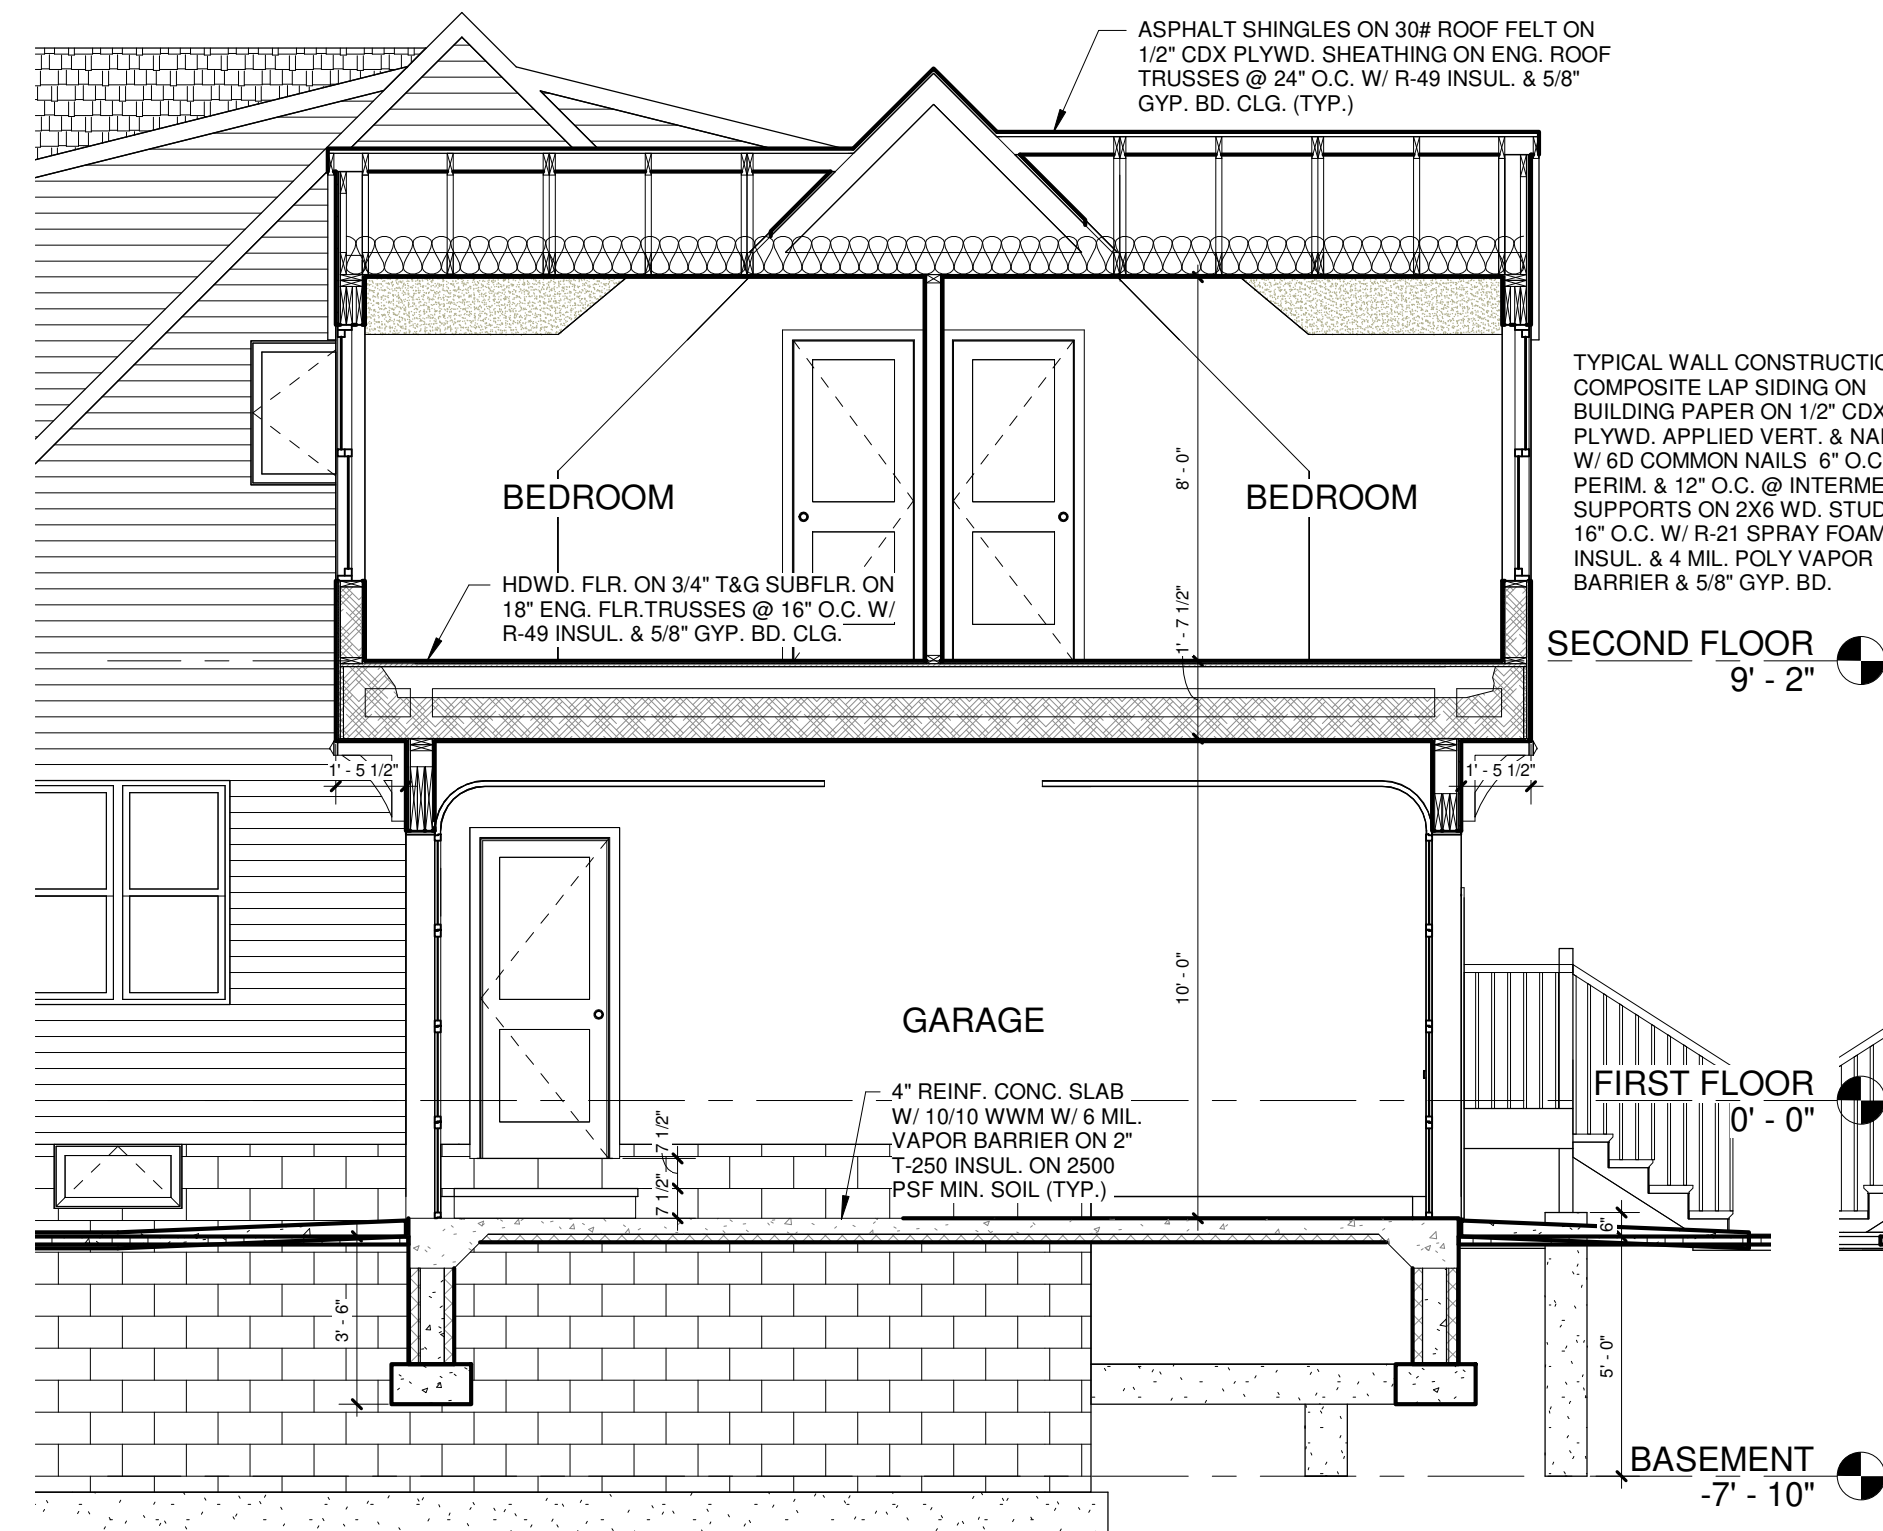 ASPHALT SHINGLES ON 30# ROOF FELT ON
1/2" CDX PLYWD. SHEATHING ON ENG. ROOF
TRUSSES @ 24" O.C. W/ R-49 INSUL. & 5/8"
GYP. BD. CLG. (TYP.)
TYPICAL WALL CONSTRUCTIO
COMPOSITE LAP SIDING ON
BUILDING PAPER ON 1/2" CDX
PLYWD. APPLIED VERT. & NAI
W/ 6D COMMON NAILS 6" O.C
PERIM. & 12" O.C. @ INTERME
SUPPORTS ON 2X6 WD. STUD
16" O.C. W/ R-21 SPRAY FOAM
INSUL. & 4 MIL. POLY VAPOR
BARRIER & 5/8" GYP. BD.
8' - 0"
BEDROOM
BEDROOM
HDWD. FLR. ON 3/4" T&G SUBFLR. ON
18" ENG. FLR.TRUSSES @ 16" O.C. W/
R-49 INSUL. & 5/8" GYP. BD. CLG.
1' - 7 1/2"
SECOND FLOOR
9' - 2"
1' - 5 1/2"
1' - 5 1/2"
10' - 0"
GARAGE
4" REINF. CONC. SLAB
W/ 10/10 WWM W/ 6 MIL.
VAPOR BARRIER ON 2"
T-250 INSUL. ON 2500
PSF MIN. SOIL (TYP.)
7 1/2"
7 1/2"
FIRST FLOOR
0' - 0"
6"
3' - 6"
5' - 0"
BASEMENT
-7' - 10"